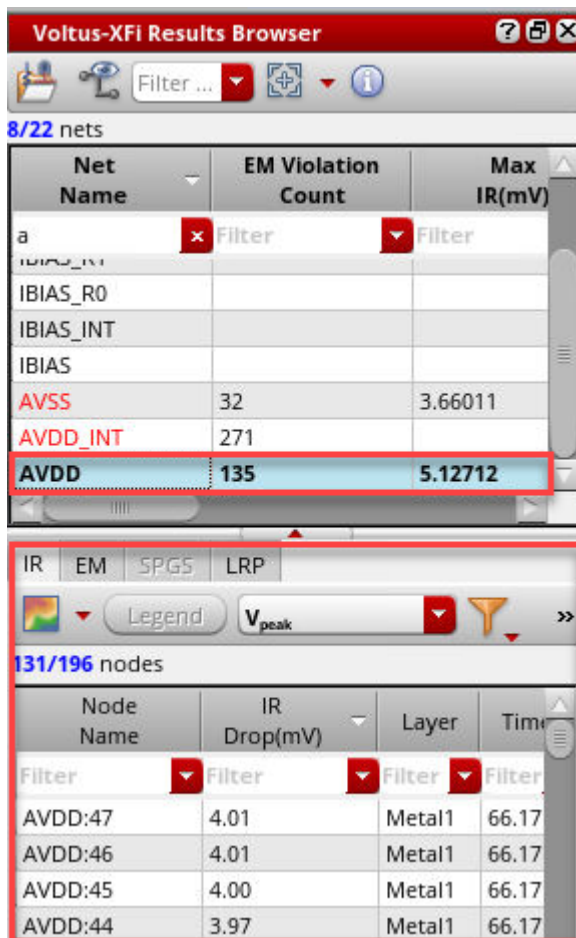 Voltus-XFi Results Browser
Filter ...
8/22 nets
Net Name EM Violation Count Max IR(mV)
a Filter Filter
IBIAS_R1
IBIAS_R0
IBIAS_INT
IBIAS
AVSS 32 3.66011
AVDD_INT 271
AVDD 135 5.12712
IR EM SPGS LRP
Legend Vpeak »
131/196 nodes
Node Name IR Drop(mV) Layer Time
Filter Filter Filter Filter
AVDD:47 4.01 Metal1 66.17
AVDD:46 4.01 Metal1 66.17
AVDD:45 4.00 Metal1 66.17
AVDD:44 3.97 Metal1 66.17